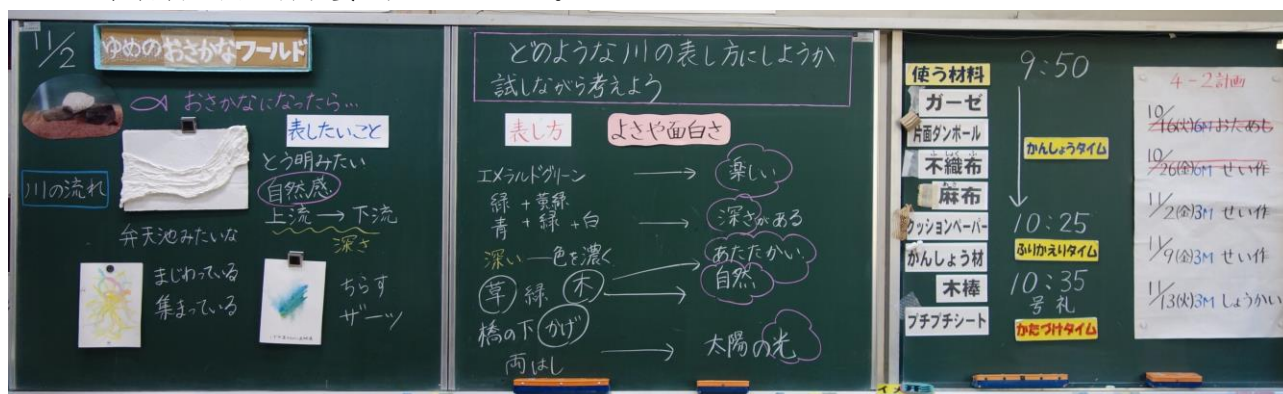 11/2
ゆめのおさかなワールド
おさかなになったら…
表したいこと
とう明みたい
自然感
川の流れ
上流→下流
深さ
弁天池みたいな
まじわっている
集まっている
ちらす
ザーッ
どのような川の表し方にしようか
試しながら考えよう
表し方
よさや面白さ
エメラルドグリーン → 楽しい
緑+黄緑
青+緑+白 → 深さがある
深い―色を濃く
あたたかい
草 緑 木 → 自然
橋の下 かげ
両はし → 太陽の光
使う材料
ガーゼ
片面ダンボール
不織布
麻布
クッションペーパー
かんしょう材
木棒
プチプチシート
9:50
かんしょうタイム
10:25
ふりかえりタイム
10:35
号礼
かたづけタイム
4-2計画
10/16(火)6M おためし
10/26(金)3M せい作
11/2(金)3M せい作
11/9(金)3M せい作
11/13(火)3M しょうかい